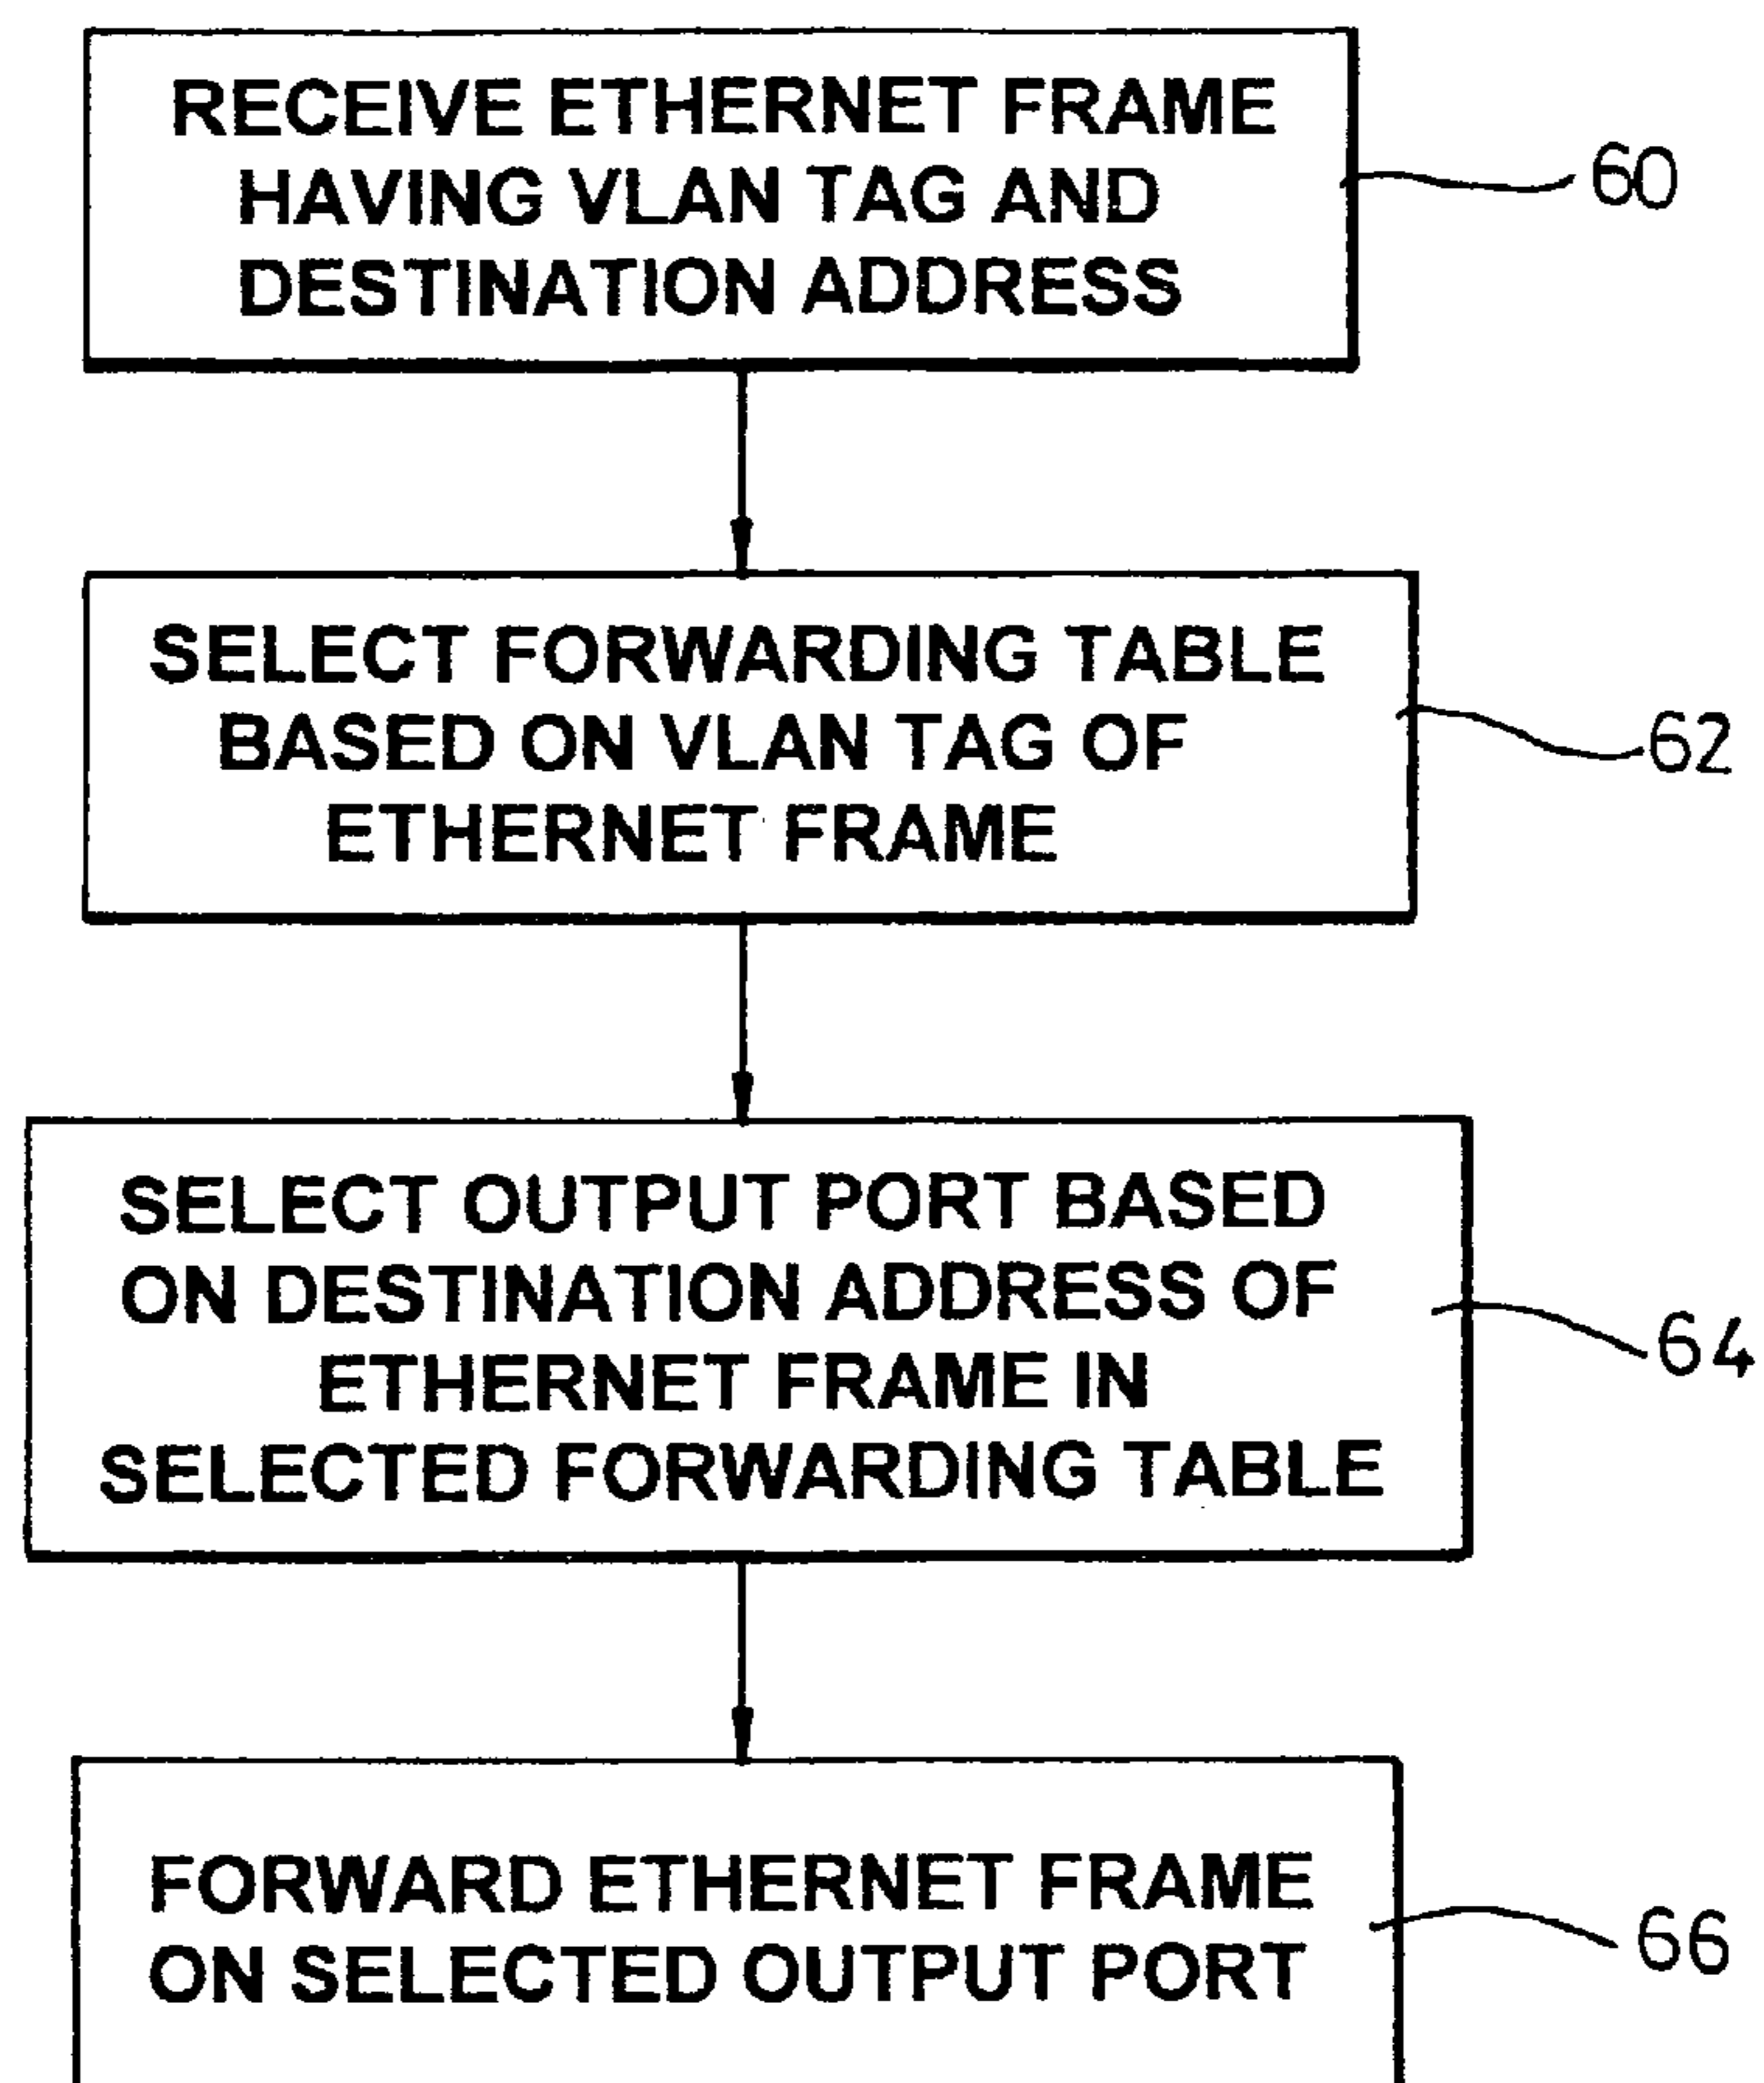 RECEIVE ETHERNET FRAME
HAVING VLAN TAG AND
DESTINATION ADDRESS
60
SELECT FORWARDING TABLE
BASED ON VLAN TAG OF
ETHERNET FRAME
62
SELECT OUTPUT PORT BASED
ON DESTINATION ADDRESS OF
ETHERNET FRAME IN
SELECTED FORWARDING TABLE
64
FORWARD ETHERNET FRAME
ON SELECTED OUTPUT PORT
66